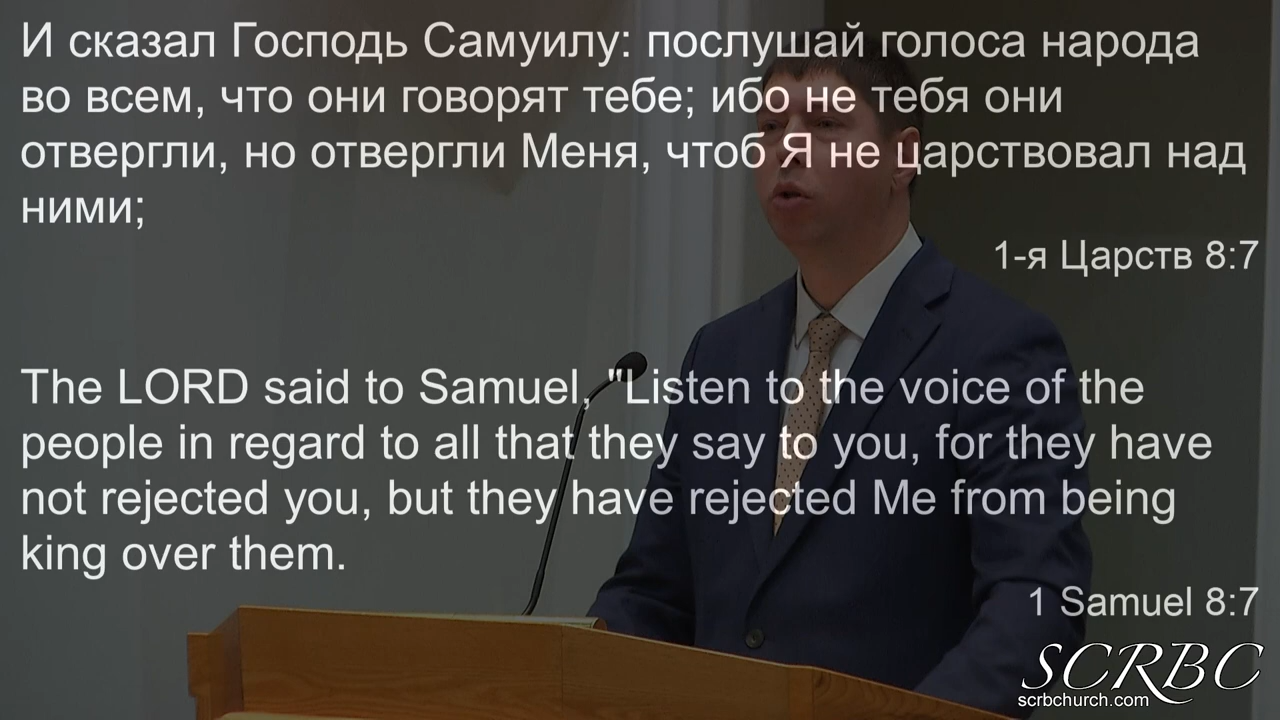 И сказал Господь Самуилу: послушай голоса народа
во всем, что они говорят тебе; ибо не тебя они
отвергли, но отвергли Меня, чтоб Я не царствовал над
ними;
1-я Царств 8:7
The LORD said to Samuel, "Listen to the voice of the
people in regard to all that they say to you, for they have
not rejected you, but they have rejected Me from being
king over them.
1 Samuel 8:7
SCRBC
scrbchurch.com